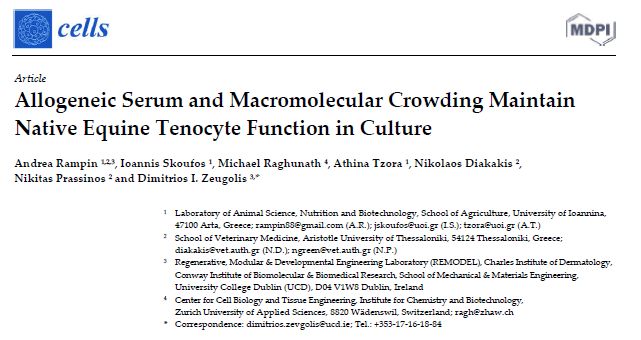 cells
MDPI
Article
Allogeneic Serum and Macromolecular Crowding Maintain
Native Equine Tenocyte Function in Culture
Andrea Rampin 1,2,3, Ioannis Skoufos 1, Michael Raghunath 4, Athina Tzora 1, Nikolaos Diakakis 2,
Nikitas Prassinos 2 and Dimitrios I. Zeugolis 3,*
1 Laboratory of Animal Science, Nutrition and Biotechnology, School of Agriculture, University of Ioannina,
47100 Arta, Greece; rampin88@gmail.com (A.R.); jskoufos@uoi.gr (I.S.); tzora@uoi.gr (A.T.)
2 School of Veterinary Medicine, Aristotle University of Thessaloniki, 54124 Thessaloniki, Greece;
diakakis@vet.auth.gr (N.D.); ngreen@vet.auth.gr (N.P.)
3 Regenerative, Modular & Developmental Engineering Laboratory (REMODEL), Charles Institute of Dermatology,
Conway Institute of Biomolecular & Biomedical Research, School of Mechanical & Materials Engineering,
University College Dublin (UCD), D04 V1W8 Dublin, Ireland
4 Center for Cell Biology and Tissue Engineering, Institute for Chemistry and Biotechnology,
Zurich University of Applied Sciences, 8820 Wädenswil, Switzerland; ragh@zhaw.ch
* Correspondence: dimitrios.zevgolis@ucd.ie; Tel.: +353-17-16-18-84